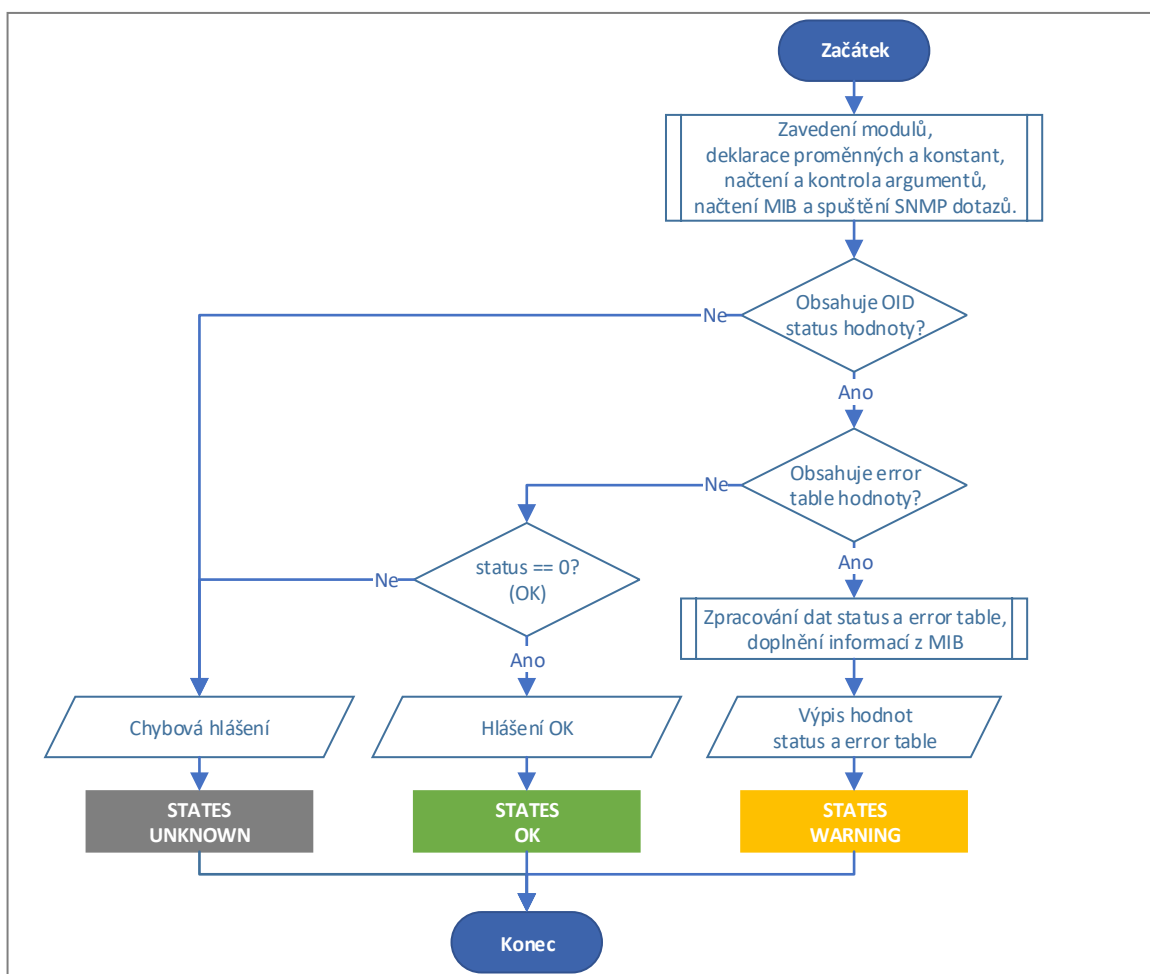 Začátek
Zavedení modulů,
deklarace proměnných a konstant,
načtení a kontrola argumentů,
načtení MIB a spuštění SNMP dotazů.
Obsahuje OID
status hodnoty?
Ne
Ano
Obsahuje error
table hodnoty?
Ne
Ano
status == 0?
(OK)
Ne
Ano
Zpracování dat status a error table,
doplnění informací z MIB
Chybová hlášení
Hlášení OK
Výpis hodnot
status a error table
STATES
UNKNOWN
STATES
OK
STATES
WARNING
Konec